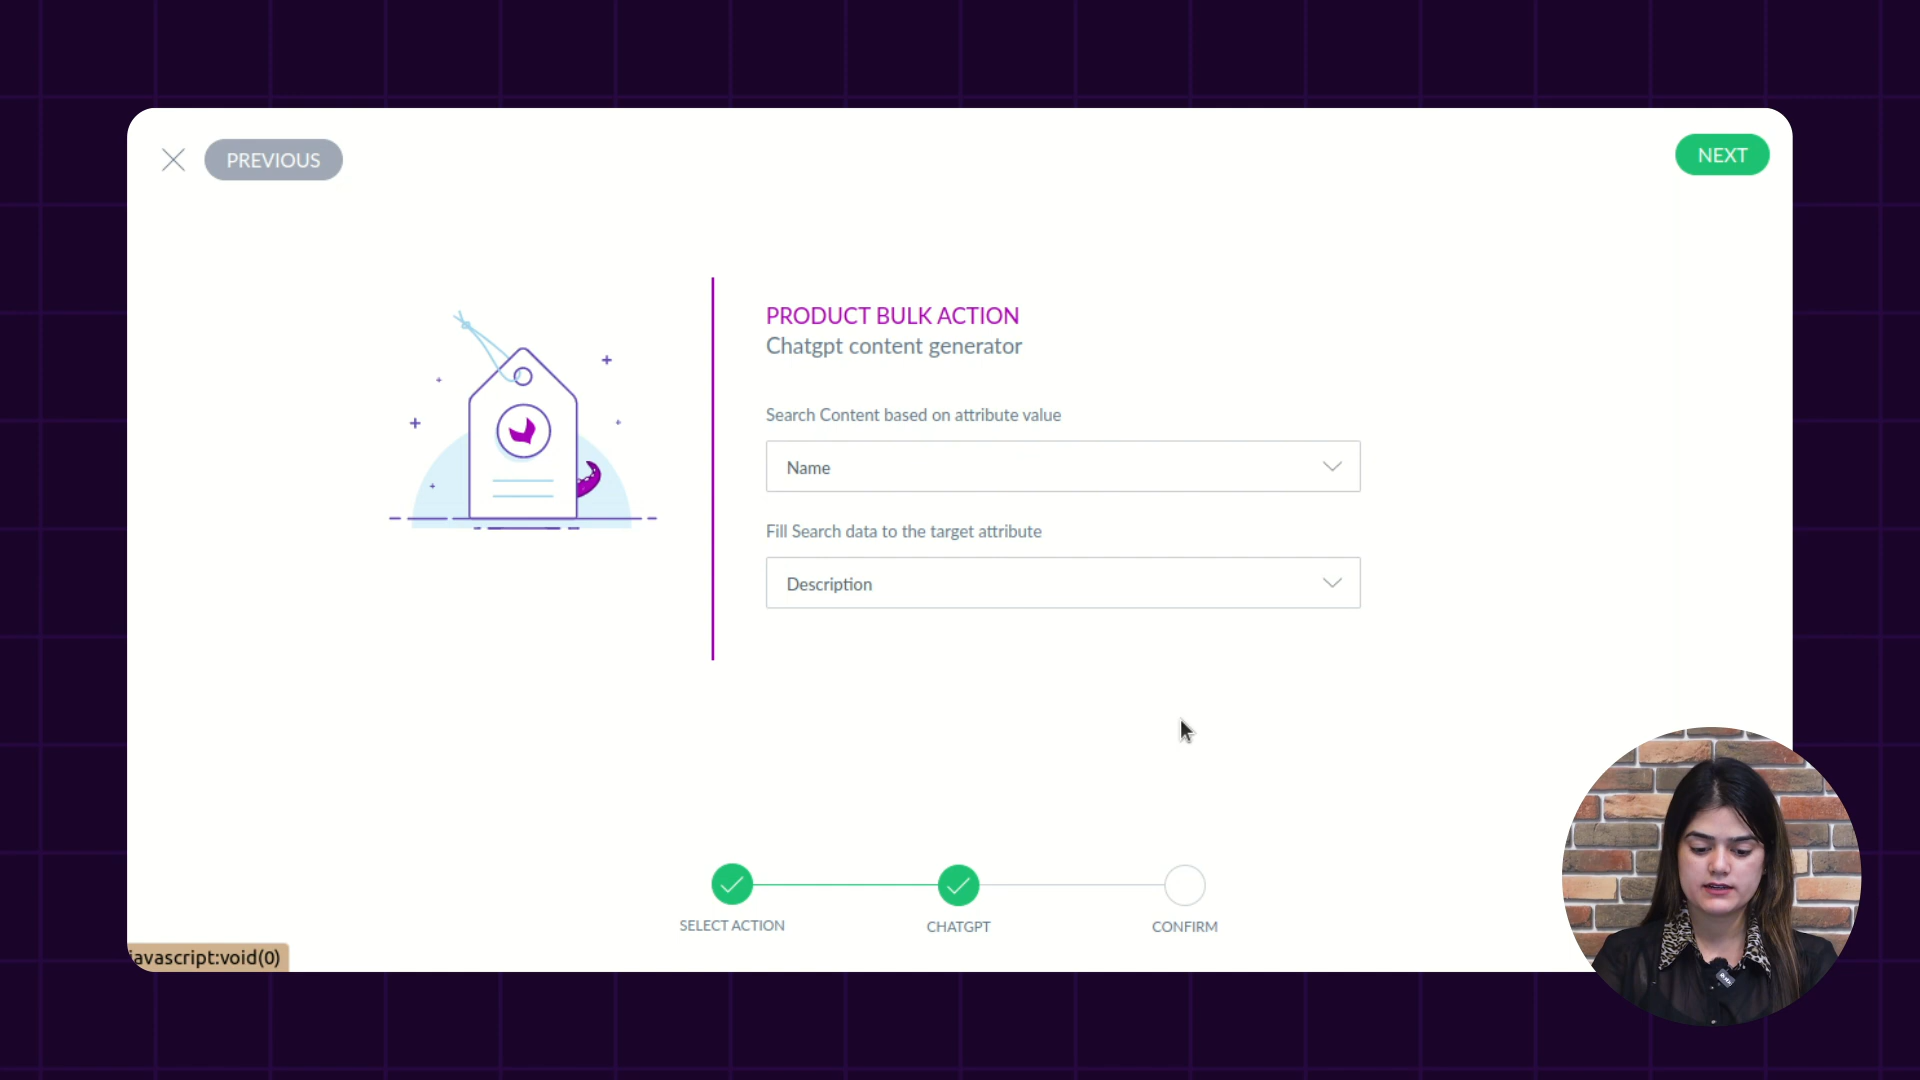 PREVIOUS
NEXT
PRODUCT BULK ACTION
Chatgpt content generator
Search Content based on attribute value
Name
Fill Search data to the target attribute
Description
SELECT ACTION
CHATGPT
CONFIRM
javascript:void(0)